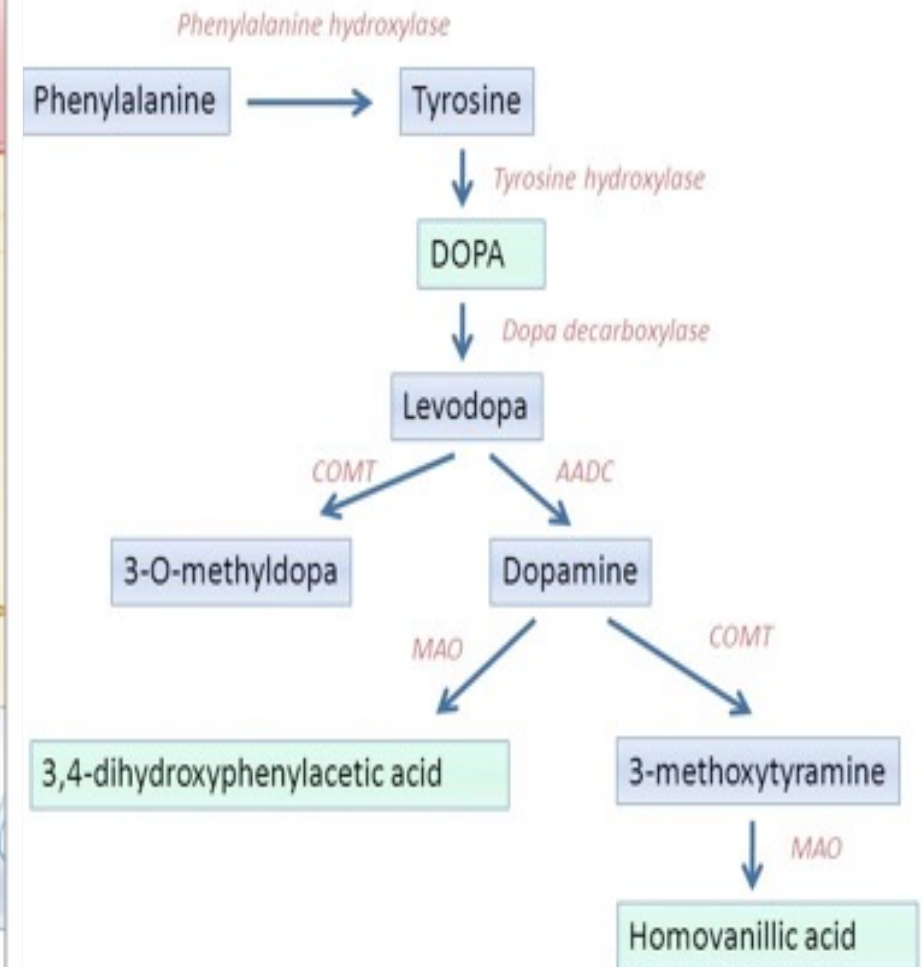 Phenylalanine hydroxylase
Phenylalanine
Tyrosine
Tyrosine hydroxylase
DOPA
Dopa decarboxylase
Levodopa
COMT
AADC
3-O-methyldopa
Dopamine
MAO
COMT
3,4-dihydroxyphenylacetic acid
3-methoxytyramine
MAO
Homovanillic acid